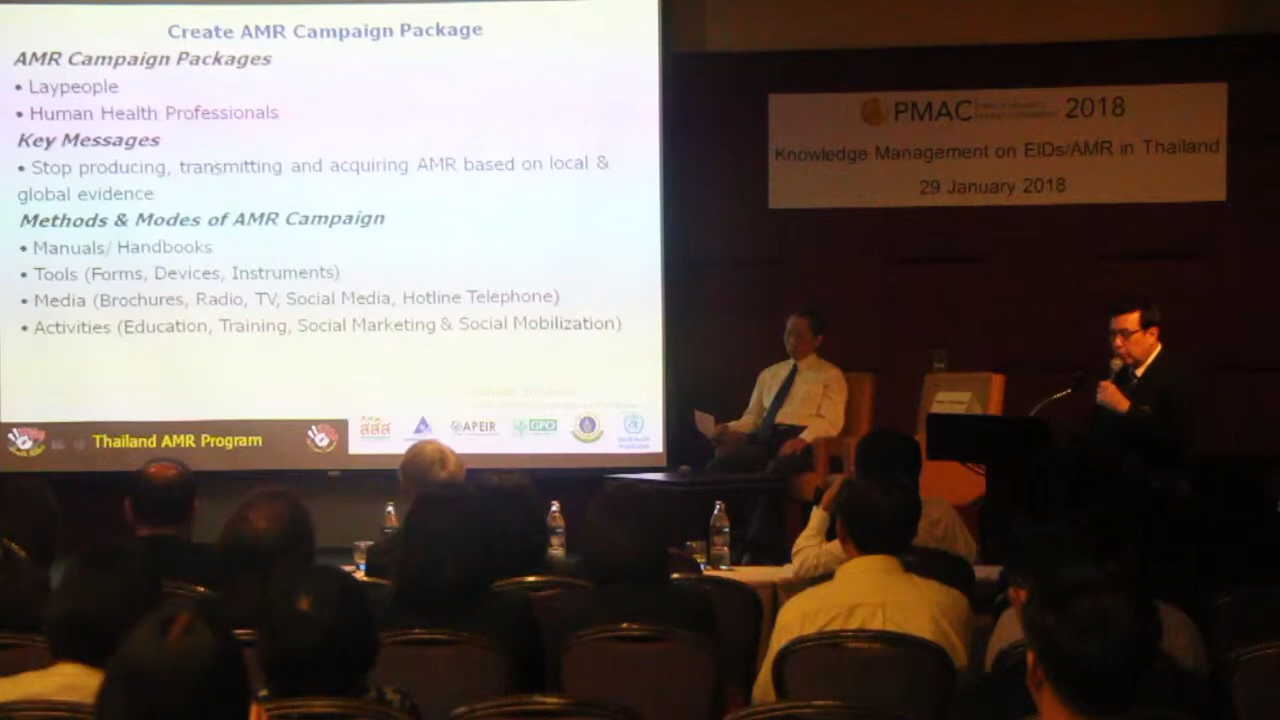 Create AMR Campaign Package
AMR Campaign Packages
• Laypeople
• Human Health Professionals
Key Messages
• Stop producing, transmitting and acquiring AMR based on local &
global evidence
Methods & Modes of AMR Campaign
• Manuals/ Handbooks
• Tools (Forms, Devices, Instruments)
• Media (Brochures, Radio, TV, Social Media, Hotline Telephone)
• Activities (Education, Training, Social Marketing & Social Mobilization)
Thailand AMR Program
สสส
APEIR
GPO
PMAC 2018
Knowledge Management on EIDs/AMR in Thailand
29 January 2018